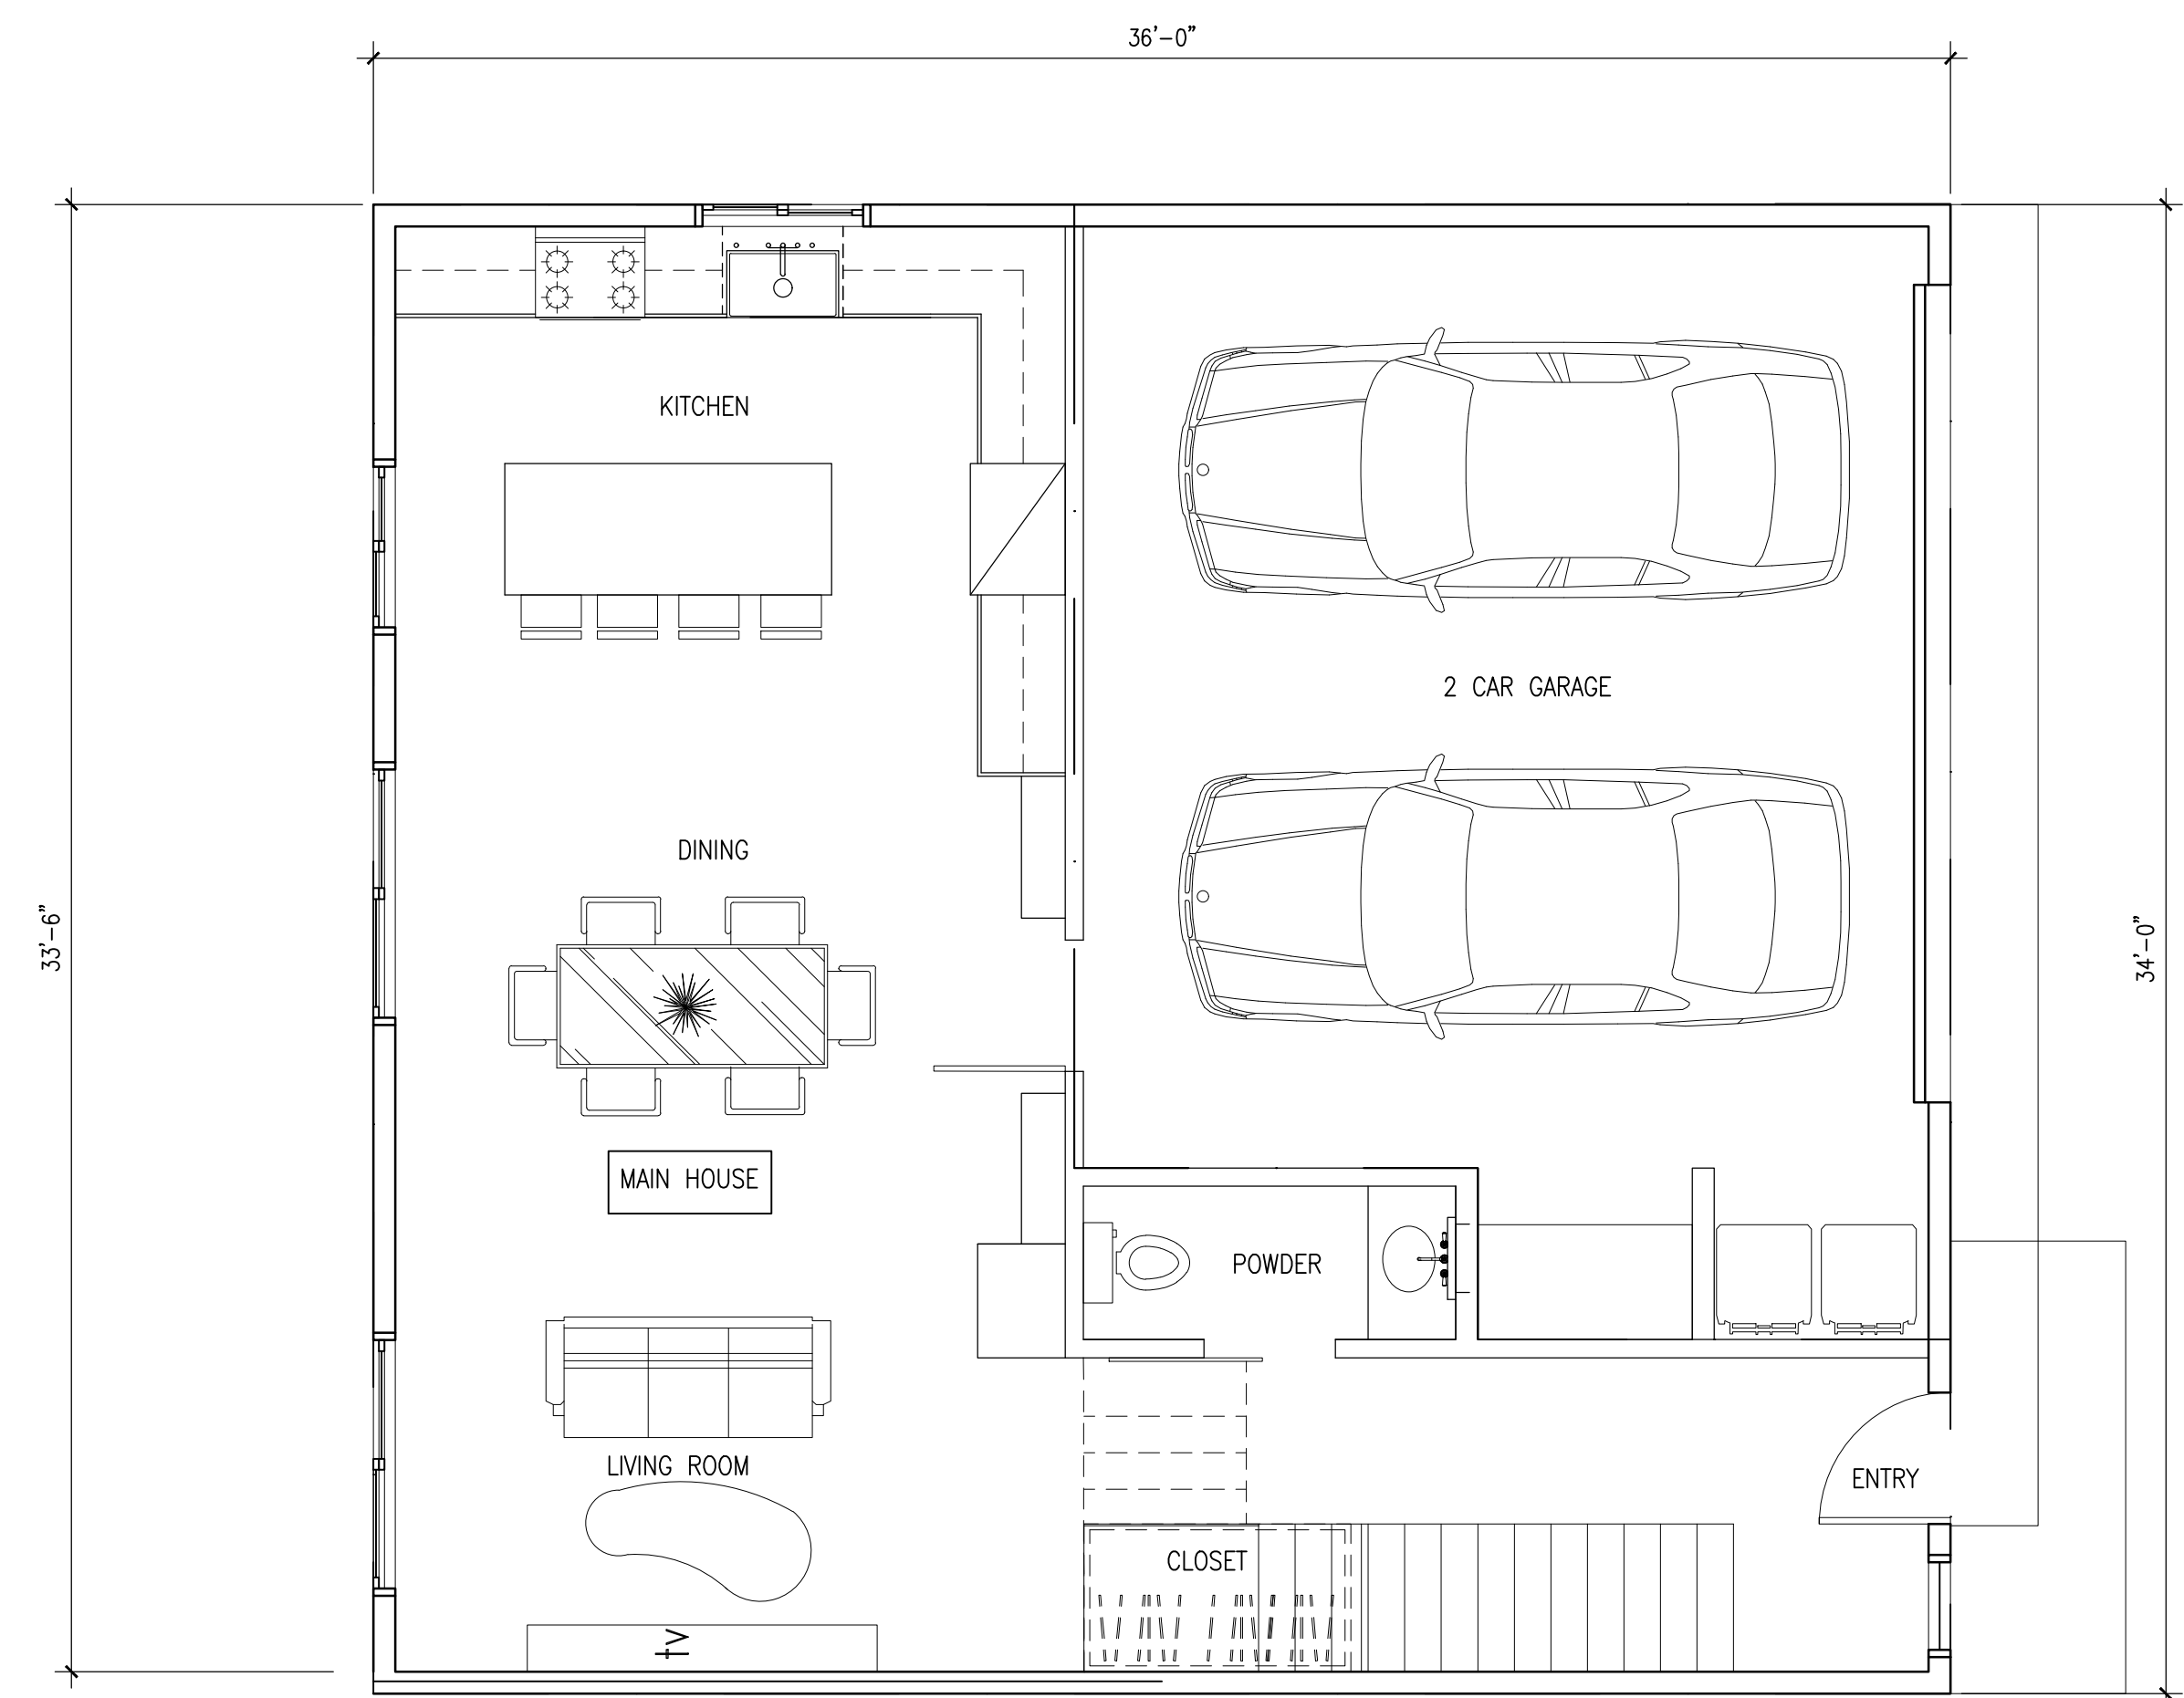 36'-0"
KITCHEN
2 CAR GARAGE
DINING
33'-6"
34'-0"
MAIN HOUSE
POWDER
LIVING ROOM
ENTRY
CLOSET
TV